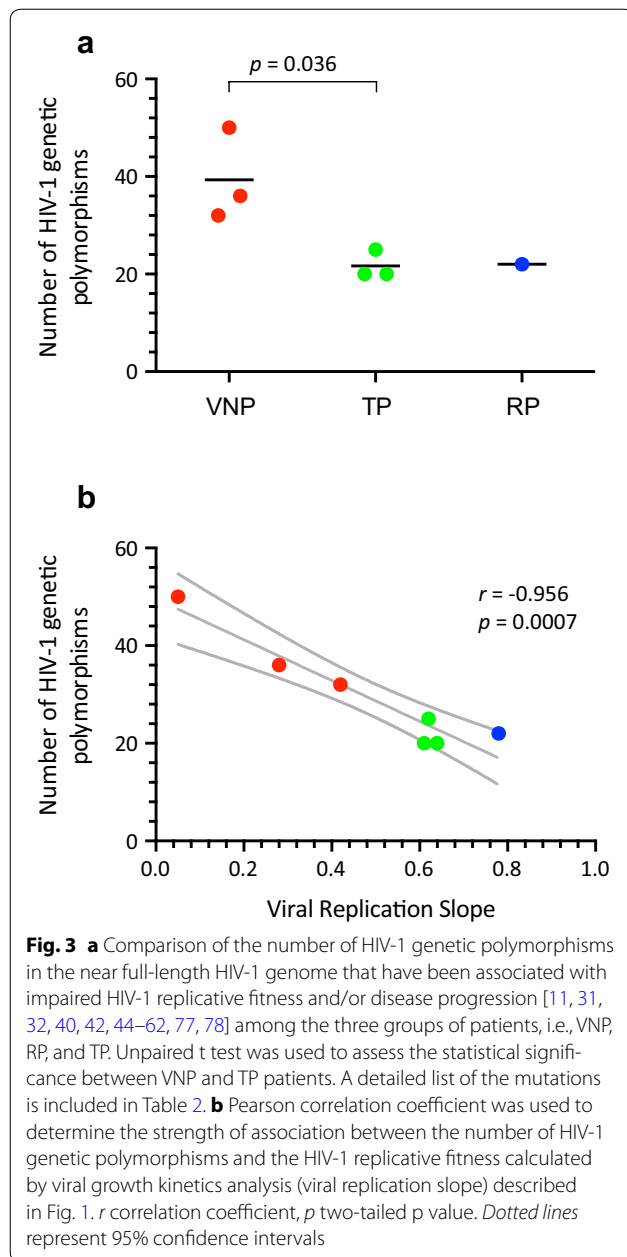 a
p = 0.036
60
40
20
0
Number of HIV-1 genetic
polymorphisms
VNP TP RP
b
60
40
20
0
Number of HIV-1 genetic
polymorphisms
r = -0.956
p = 0.0007
0.0 0.2 0.4 0.6 0.8 1.0
Viral Replication Slope
Fig. 3 a Comparison of the number of HIV-1 genetic polymorphisms
in the near full-length HIV-1 genome that have been associated with
impaired HIV-1 replicative fitness and/or disease progression [11, 31,
32, 40, 42, 44–62, 77, 78] among the three groups of patients, i.e., VNP,
RP, and TP. Unpaired t test was used to assess the statistical signifi-
cance between VNP and TP patients. A detailed list of the mutations
is included in Table 2. b Pearson correlation coefficient was used to
determine the strength of association between the number of HIV-1
genetic polymorphisms and the HIV-1 replicative fitness calculated
by viral growth kinetics analysis (viral replication slope) described
in Fig. 1. r correlation coefficient, p two-tailed p value. Dotted lines
represent 95% confidence intervals